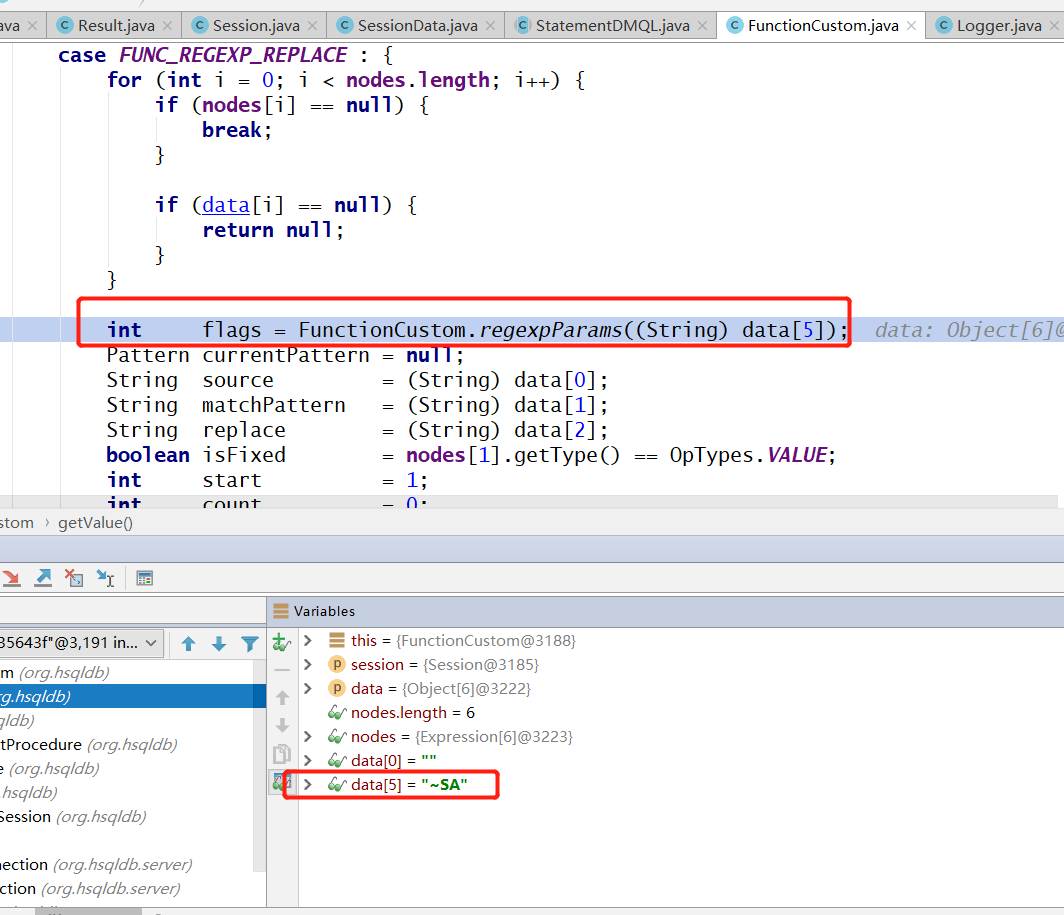 ava Result.java Session.java SessionData.java StatementDMQL.java FunctionCustom.java Logger.java
case FUNC_REGEXP_REPLACE : {
for (int i = 0; i < nodes.length; i++) {
if (nodes[i] == null) {
break;
}
if (data[i] == null) {
return null;
}
}
int flags = FunctionCustom.regexpParams((String) data[5]); data: Object[6]@
Pattern currentPattern = null;
String source = (String) data[0];
String matchPattern = (String) data[1];
String replace = (String) data[2];
boolean isFixed = nodes[1].getType() == OpTypes.VALUE;
int start = 1;
int count = 0;
stom › getValue()
Variables
35643f"@3,191 in...
m (org.hsqldb)
rg.hsqldb)
qldb)
tProcedure (org.hsqldb)
e (org.hsqldb)
.hsqldb)
Session (org.hsqldb)
nection (org.hsqldb.server)
ction (org.hsqldb.server)
this = {FunctionCustom@3188}
session = {Session@3185}
data = {Object[6]@3222}
nodes.length = 6
nodes = {Expression[6]@3223}
data[0] = ""
data[5] = "~SA"